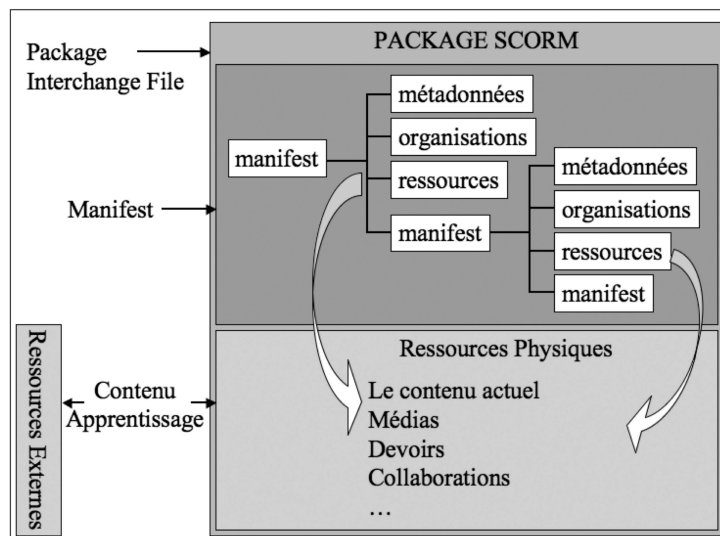 PACKAGE SCORM
Package
Interchange File
métadonnées
organisations
manifest
ressources
manifest
métadonnées
organisations
ressources
manifest
Manifest
Ressources Externes
Contenu
Apprentissage
Ressources Physiques
Le contenu actuel
Médias
Devoirs
Collaborations
…